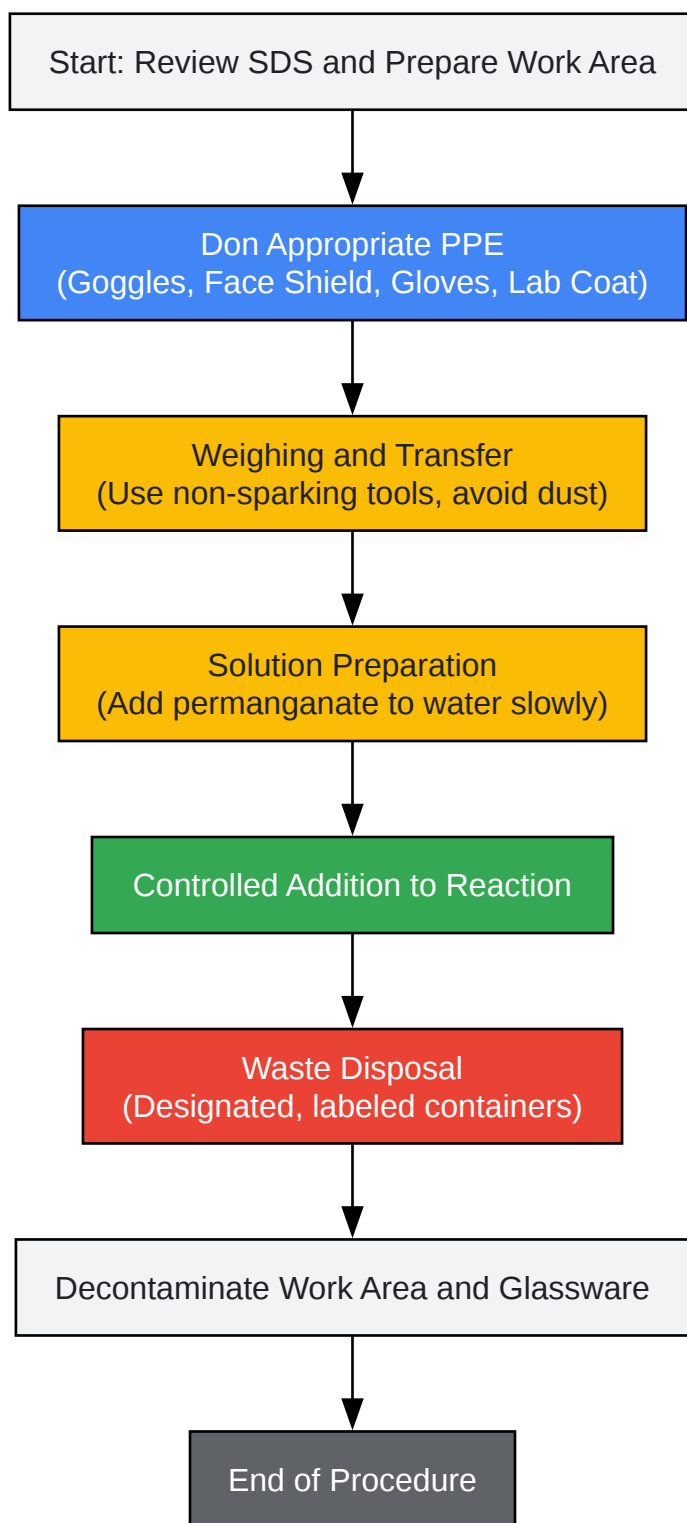 Start: Review SDS and Prepare Work Area
Don Appropriate PPE
(Goggles, Face Shield, Gloves, Lab Coat)
Weighing and Transfer
(Use non-sparking tools, avoid dust)
Solution Preparation
(Add permanganate to water slowly)
Controlled Addition to Reaction
Waste Disposal
(Designated, labeled containers)
Decontaminate Work Area and Glassware
End of Procedure